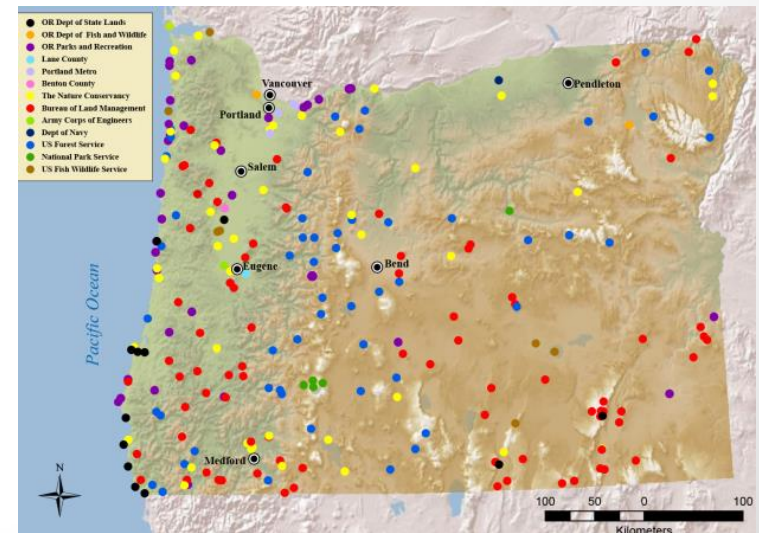 OR Dept of State Lands
OR Dept of  Fish and Wildlife
OR Parks and Recreation
Lane County
Portland Metro
Benton County
The Nature Conservancy
Bureau of Land Management
Army Corps of Engineers
Dept of Navy
US Forest Service
National Park Service
US Fish Wildlife Service
Vancouver
Portland
Pendleton
Salem
Eugene
Bend
Pacific Ocean
Medford
N
100 50 0 100
Kilometers